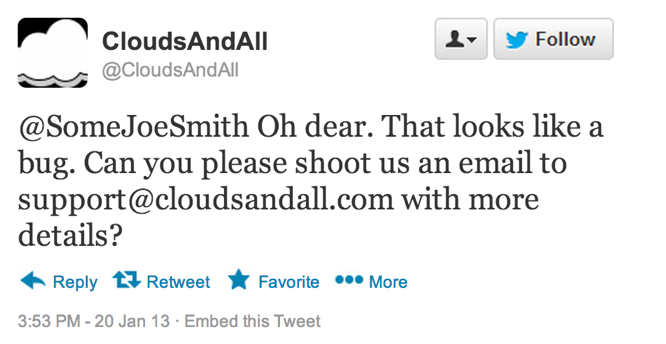 CloudsAndAll
@CloudsAndAll
Follow
@SomeJoeSmith Oh dear. That looks like a
bug. Can you please shoot us an email to
support@cloudsandall.com with more
details?
Reply Retweet Favorite More
3:53 PM - 20 Jan 13 · Embed this Tweet